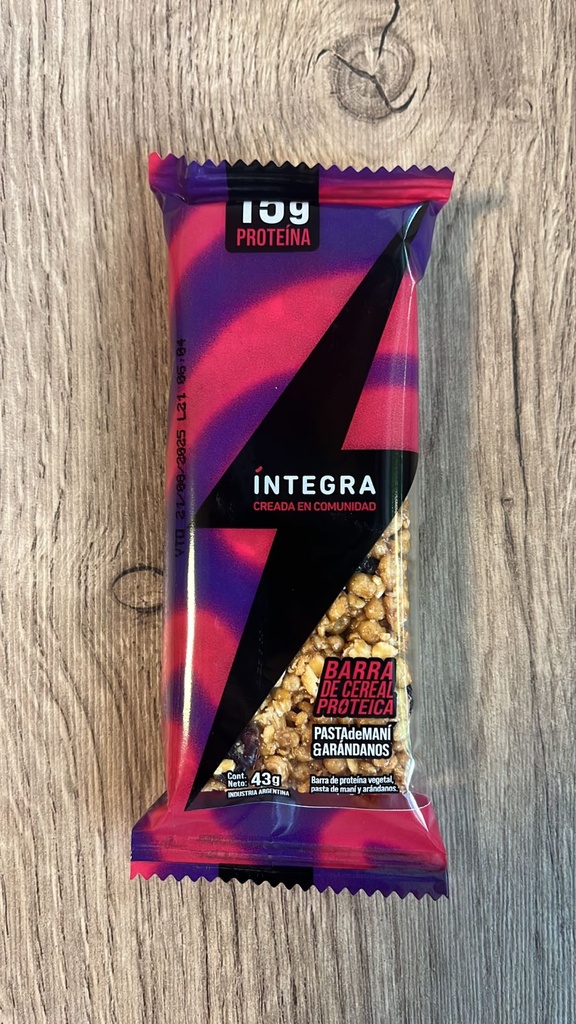 15g
PROTEÍNA
VTO 21/08/2025 L21 06:04
ÍNTEGRA
CREADA EN COMUNIDAD
BARRA
DE CEREAL
PROTEICA
PASTAdeMANÍ
&ARÁNDANOS
Cont.
Neto: 43g
INDUSTRIA ARGENTINA
Barra de proteína vegetal,
pasta de maní y arándanos.